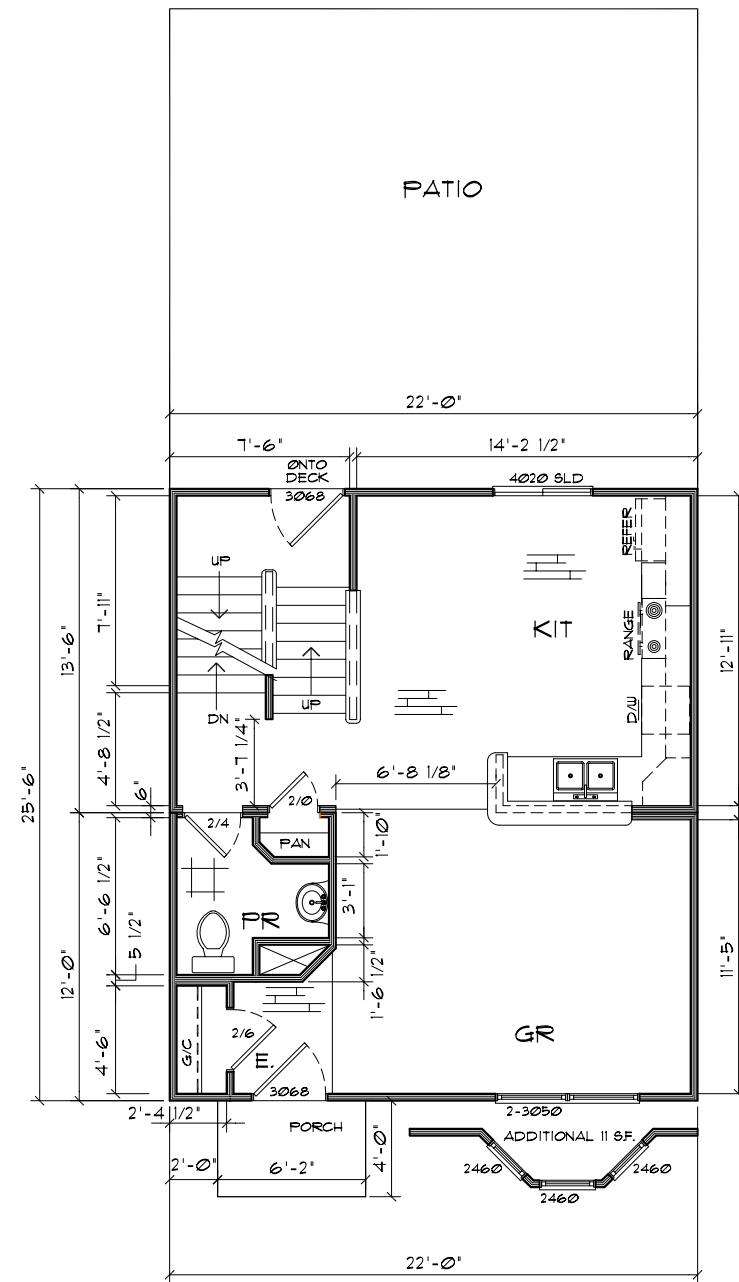 PATIO
22'-0"
7'-6"
14'-2 1/2"
ONTO
DECK
3068
4020 SLD
REFER
UP
KIT
RANGE
7'-11"
13'-6"
12'-11"
DN
UP
D/W
4'-8 1/2"
3'-7 1/4"
6'-8 1/8"
25'-6"
6"
2/0
2/4
PAN
1'-10"
6'-6 1/2"
3'-1"
PR
5 1/2"
12'-0"
11'-5"
1'-6 1/2"
GR
4'-6"
G/C
2/6
E.
3068
2'-4 1/2"
2-3050
PORCH
ADDITIONAL 11 S.F.
4'-0"
2'-0"
6'-2"
2460
2460
2460
22'-0"